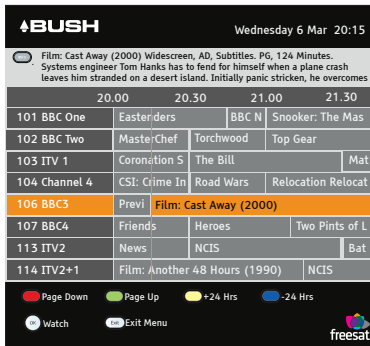 BUSH
Wednesday 6 Mar 20:15
Film: Cast Away (2000) Widescreen, AD, Subtitles. PG, 124 Minutes.
Systems engineer Tom Hanks has to fend for himself when a plane crash
leaves him stranded on a desert island. Initially panic stricken, he overcomes
20.00 20.30 21.00 21.30
101 BBC One Eastenders BBC N Snooker: The Mas
102 BBC Two MasterChef Torchwood Top Gear
103 ITV 1 Coronation S The Bill Mat
104 Channel 4 CSI: Crime In Road Wars Relocation Relocat
106 BBC3 Previ Film: Cast Away (2000)
107 BBC4 Friends Heroes Two Pints of L
113 ITV2 News NCIS Bat
114 ITV2+1 Film: Another 48 Hours (1990) NCIS
Page Down Page Up +24 Hrs -24 Hrs
OK Watch Exit Exit Menu
freesat